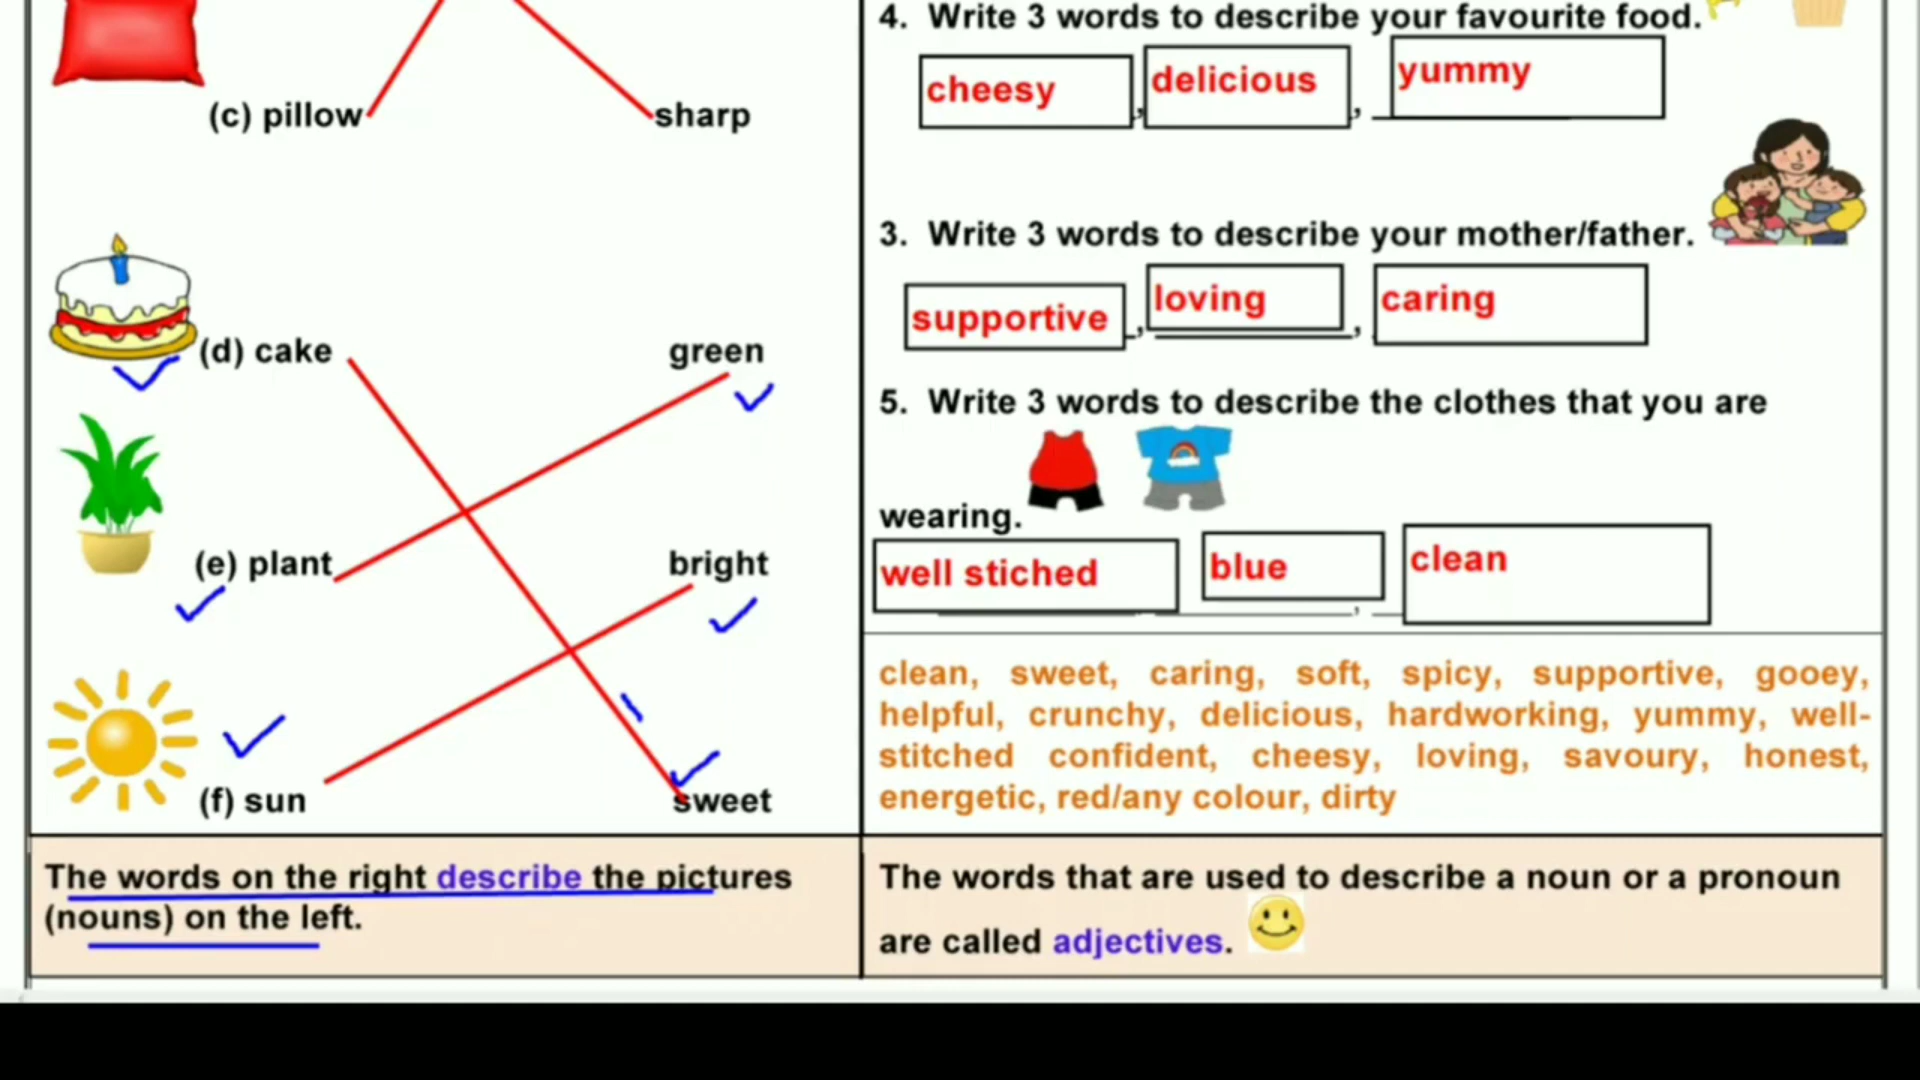 (c) pillow
sharp
(d) cake
green
(e) plant
bright
(f) sun
sweet
The words on the right describe the pictures
(nouns) on the left.
4. Write 3 words to describe your favourite food.
cheesy, delicious, yummy
3. Write 3 words to describe your mother/father.
supportive, loving, caring
5. Write 3 words to describe the clothes that you are
wearing.
well stiched blue, clean
clean, sweet, caring, soft, spicy, supportive, gooey,
helpful, crunchy, delicious, hardworking, yummy, well-
stitched confident, cheesy, loving, savoury, honest,
energetic, red/any colour, dirty
The words that are used to describe a noun or a pronoun
are called adjectives.